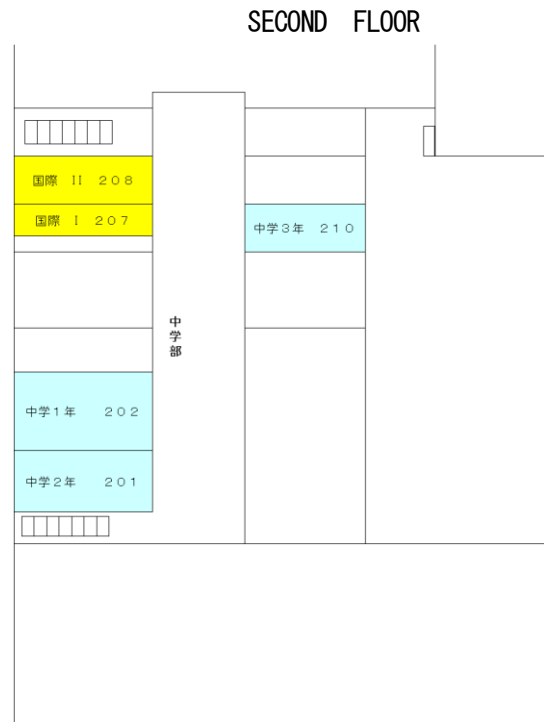 SECOND FLOOR
国際 II 208
国際 I 207
中学3年 210
中学部
中学1年 202
中学2年 201